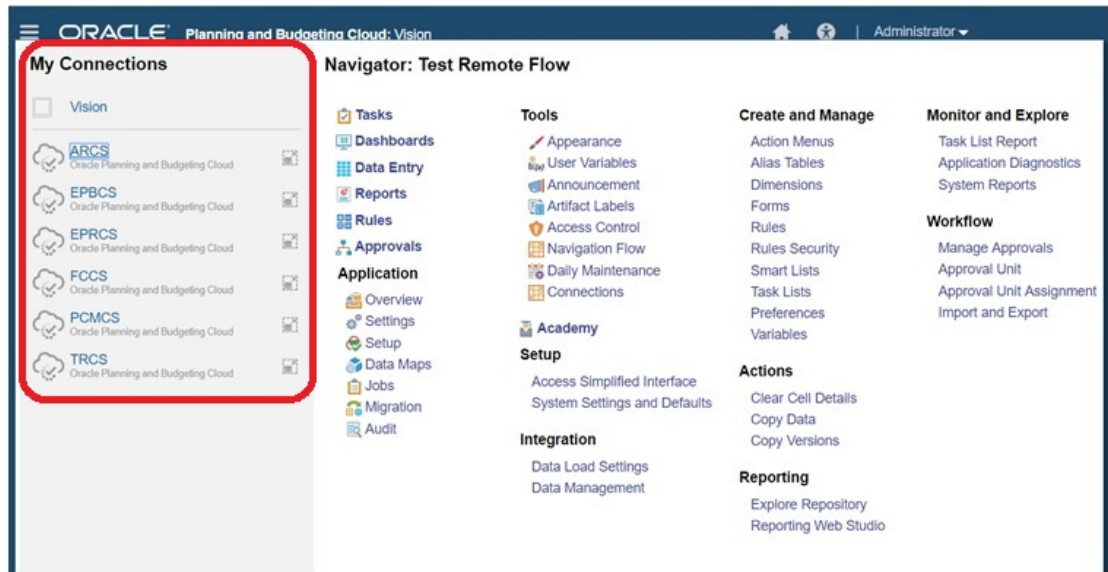 ORACLE® Planning and Budgeting Cloud: Vision
Administrator
My Connections
Vision
ARCS
Oracle Planning and Budgeting Cloud
EPBCS
Oracle Planning and Budgeting Cloud
EPRCS
Oracle Planning and Budgeting Cloud
FCCS
Oracle Planning and Budgeting Cloud
PCMCS
Oracle Planning and Budgeting Cloud
TRCS
Oracle Planning and Budgeting Cloud
Navigator: Test Remote Flow
Tasks
Dashboards
Data Entry
Reports
Rules
Approvals
Application
Overview
Settings
Setup
Data Maps
Jobs
Migration
Audit
Tools
Appearance
User Variables
Announcement
Artifact Labels
Access Control
Navigation Flow
Daily Maintenance
Connections
Academy
Setup
Access Simplified Interface
System Settings and Defaults
Integration
Data Load Settings
Data Management
Create and Manage
Action Menus
Alias Tables
Dimensions
Forms
Rules
Rules Security
Smart Lists
Task Lists
Preferences
Variables
Actions
Clear Cell Details
Copy Data
Copy Versions
Reporting
Explore Repository
Reporting Web Studio
Monitor and Explore
Task List Report
Application Diagnostics
System Reports
Workflow
Manage Approvals
Approval Unit
Approval Unit Assignment
Import and Export